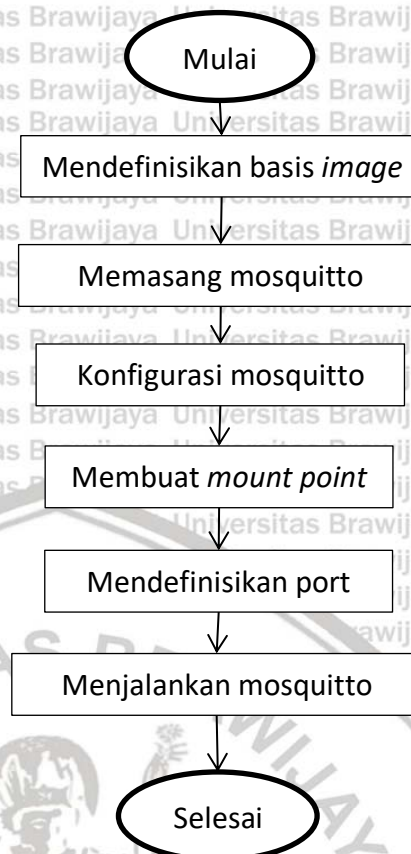 Mulai
Mendefinisikan basis image
Memasang mosquitto
Konfigurasi mosquitto
Membuat mount point
Mendefinisikan port
Menjalankan mosquitto
Selesai